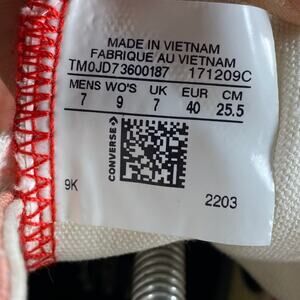 MADE IN VIETNAM
FABRIQUE AU VIETNAM
TM0JD73600187 171209C
MENS WO'S UK EUR CM
7 9 7 40 25.5
CONVERSE
9K 2203